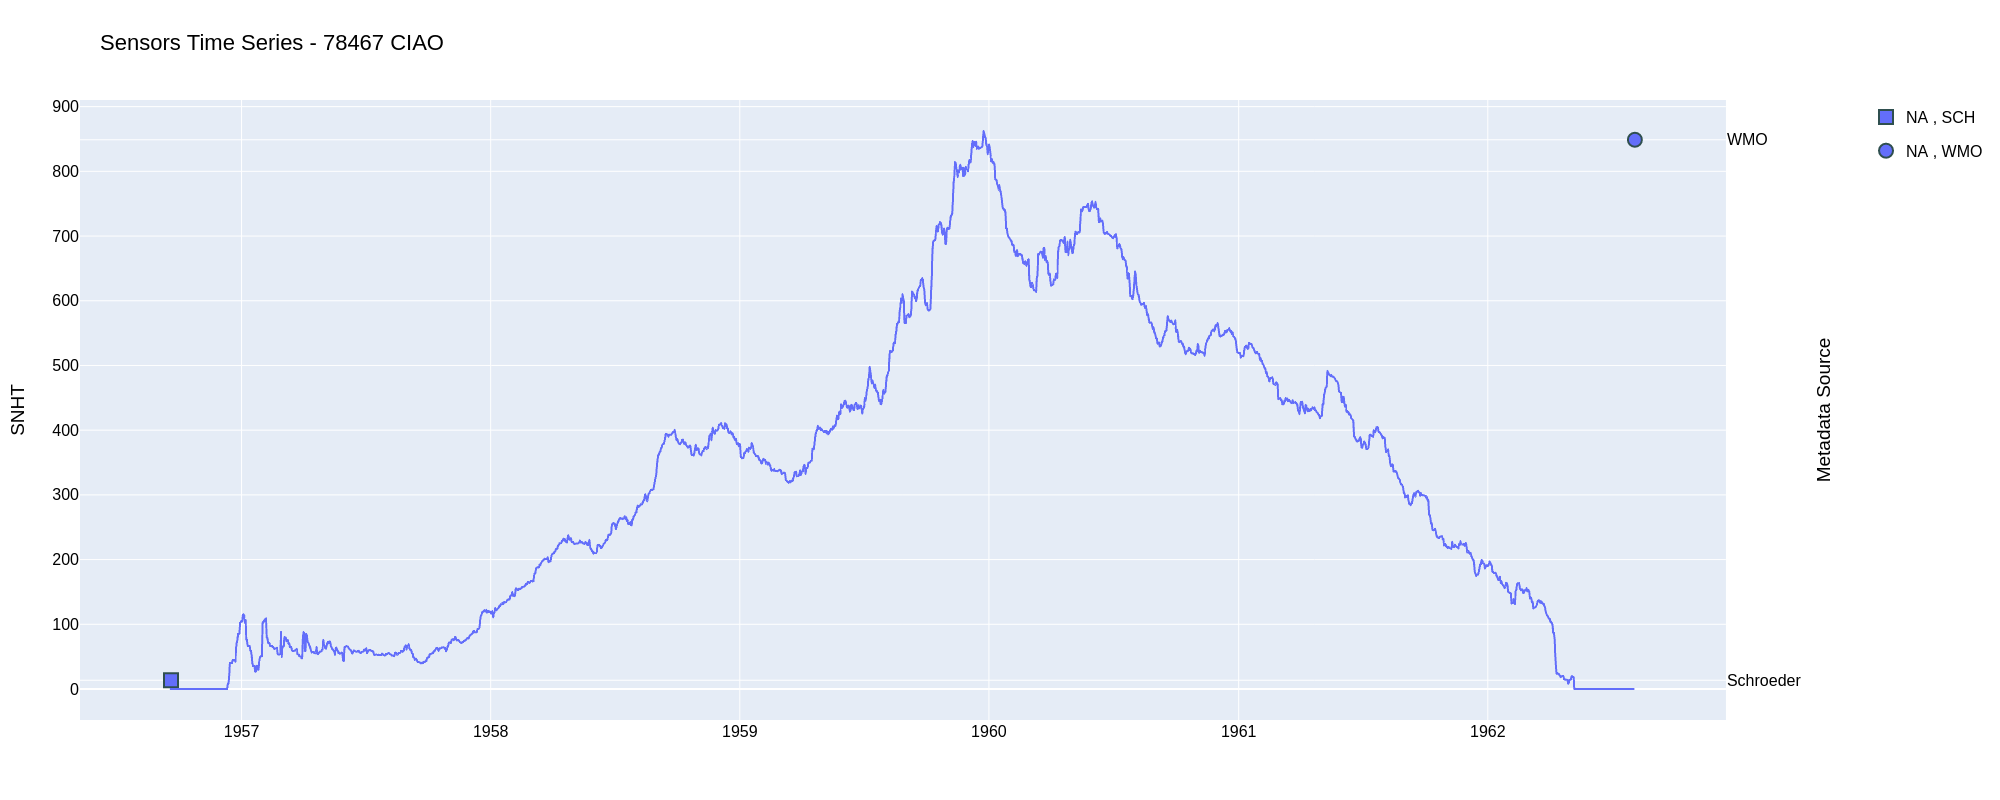 Sensors Time Series - 78467 CIAO
NA , SCH
NA , WMO
900
800
700
600
500
400
300
200
100
0
SNHT
1957
1958
1959
1960
1961
1962
WMO
Schroeder
Metadata Source